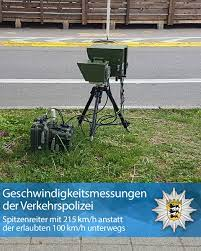 Geschwindigkeitsmessungen
der Verkehrspolizei
Spitzenreiter mit 215 km/h anstatt
der erlaubten 100 km/h unterwegs